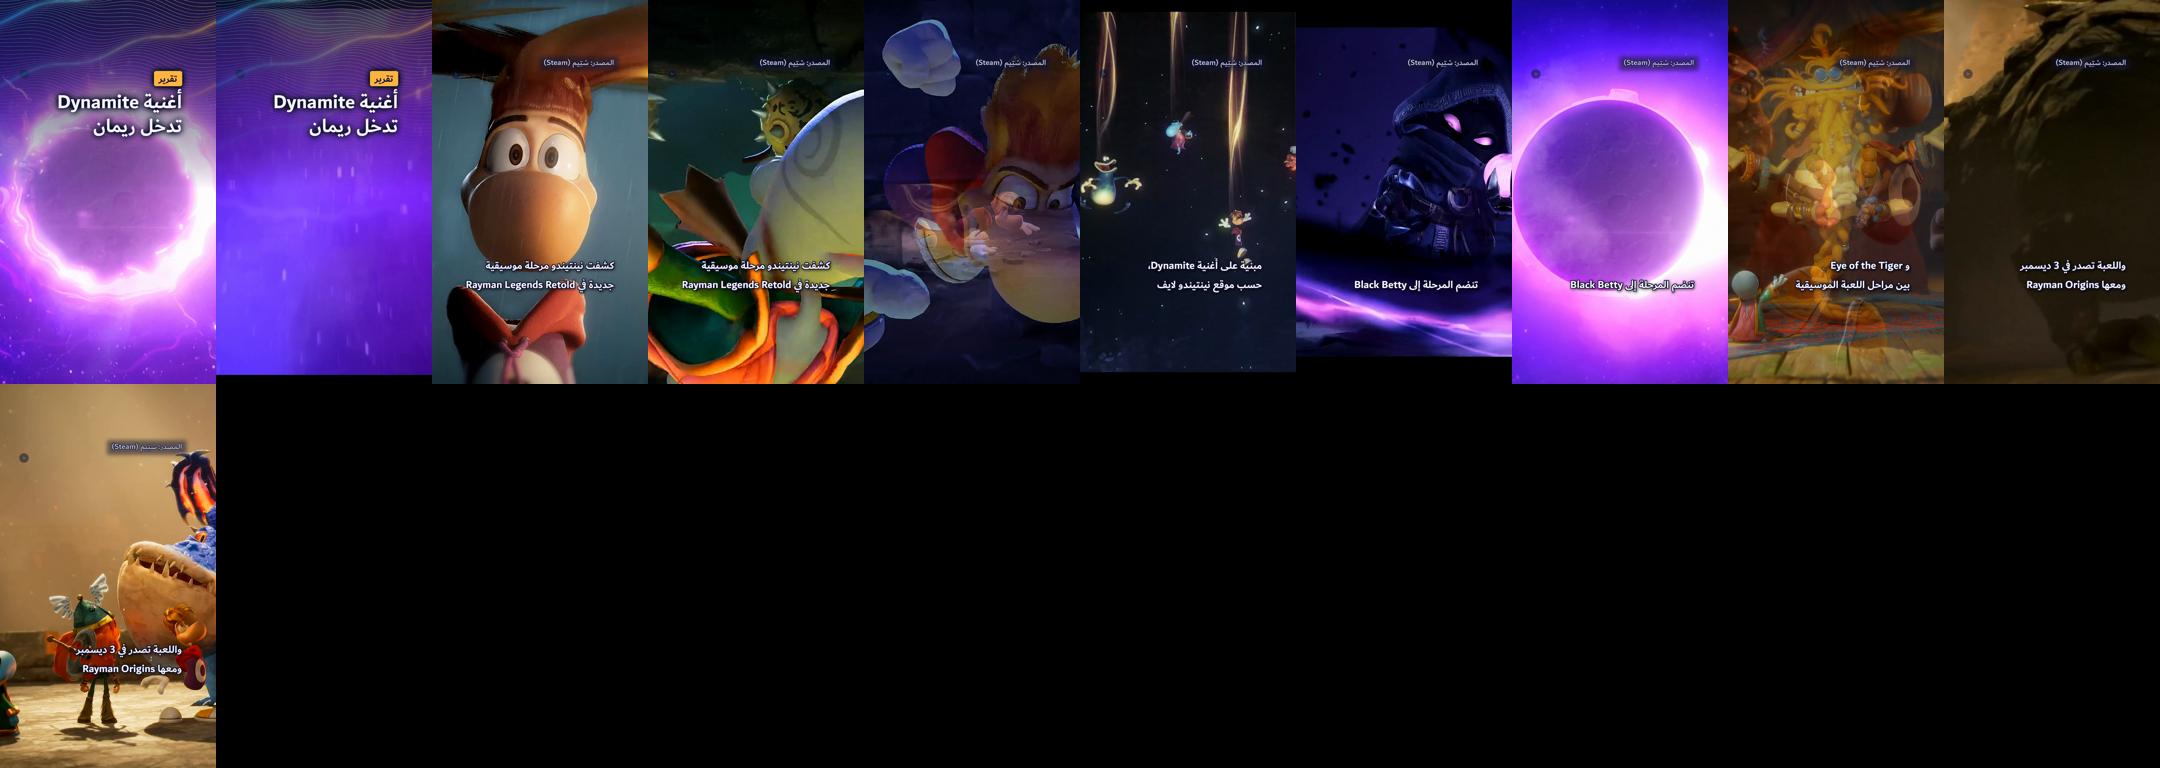 تقرير
أغنية Dynamite
تدخل ريمان
تقرير
أغنية Dynamite
تدخل ريمان
المصدر: ستيم (Steam)
كشفت نينتيندو مرحلة موسيقية
جديدة في Rayman Legends Retold
المصدر: ستيم (Steam)
كشفت نينتيندو مرحلة موسيقية
جديدة في Rayman Legends Retold
المصدر: ستيم (Steam)
المصدر: ستيم (Steam)
مبنية على أغنية Dynamite،
حسب موقع نينتيندو لايف
المصدر: ستيم (Steam)
تنضم المرحلة إلى Black Betty
المصدر: ستيم (Steam)
تنضم المرحلة إلى Black Betty
المصدر: ستيم (Steam)
و Eye of the Tiger
بين مراحل اللعبة الموسيقية
المصدر: ستيم (Steam)
واللعبة تصدر في 3 ديسمبر
ومعها Rayman Origins
المصدر: ستيم (Steam)
واللعبة تصدر في 3 ديسمبر
ومعها Rayman Origins